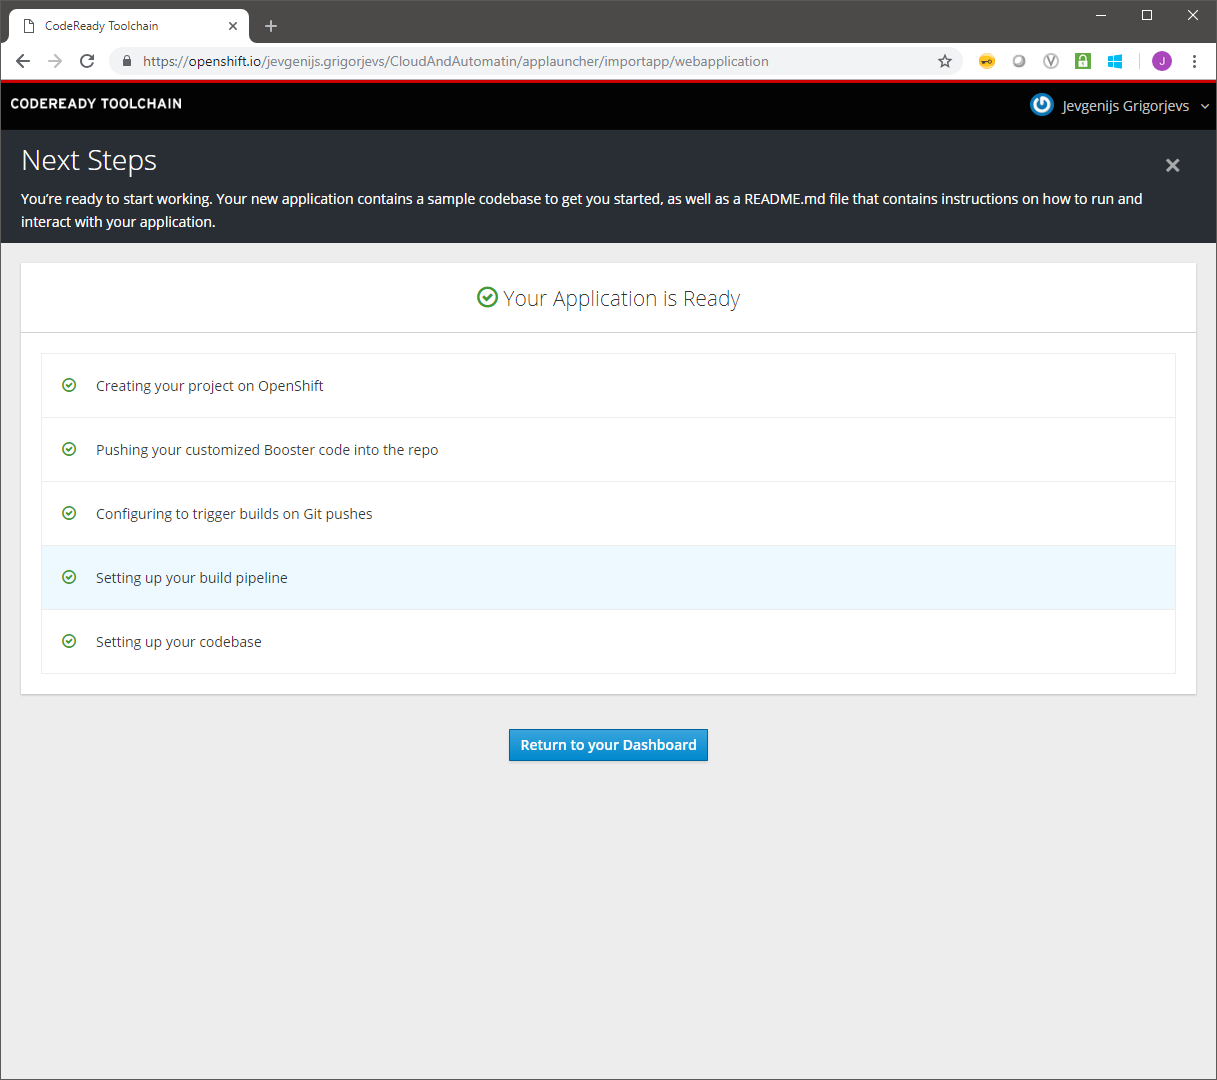 CodeReady Toolchain
https://openshift.io/jevgenijs.grigorjevs/CloudAndAutomatin/applauncher/importapp/webapplication
J
CODEREADY TOOLCHAIN
Jevgenijs Grigorjevs
Next Steps
You're ready to start working. Your new application contains a sample codebase to get you started, as well as a README.md file that contains instructions on how to run and
interact with your application.
Your Application is Ready
Creating your project on OpenShift
Pushing your customized Booster code into the repo
Configuring to trigger builds on Git pushes
Setting up your build pipeline
Setting up your codebase
Return to your Dashboard